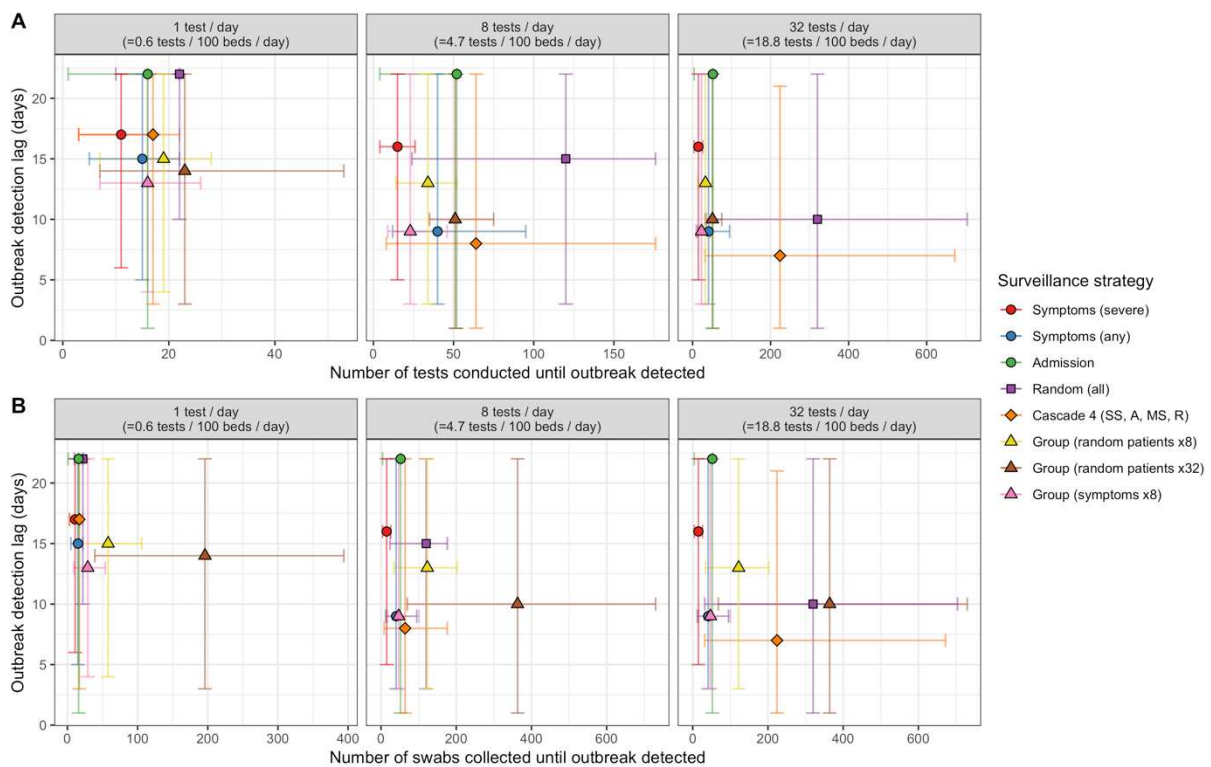 A
1 test / day
(=0.6 tests / 100 beds / day)
8 tests / day
(=4.7 tests / 100 beds / day)
32 tests / day
(=18.8 tests / 100 beds / day)
Outbreak detection lag (days)
20
15
10
5
0
0 20 40
0 50 100 150
0 200 400 600
Number of tests conducted until outbreak detected
B
1 test / day
(=0.6 tests / 100 beds / day)
8 tests / day
(=4.7 tests / 100 beds / day)
32 tests / day
(=18.8 tests / 100 beds / day)
Outbreak detection lag (days)
20
15
10
5
0
0 100 200 300 400
0 200 400 600
0 200 400 600
Number of swabs collected until outbreak detected
Surveillance strategy
Symptoms (severe)
Symptoms (any)
Admission
Random (all)
Cascade 4 (SS, A, MS, R)
Group (random patients x8)
Group (random patients x32)
Group (symptoms x8)